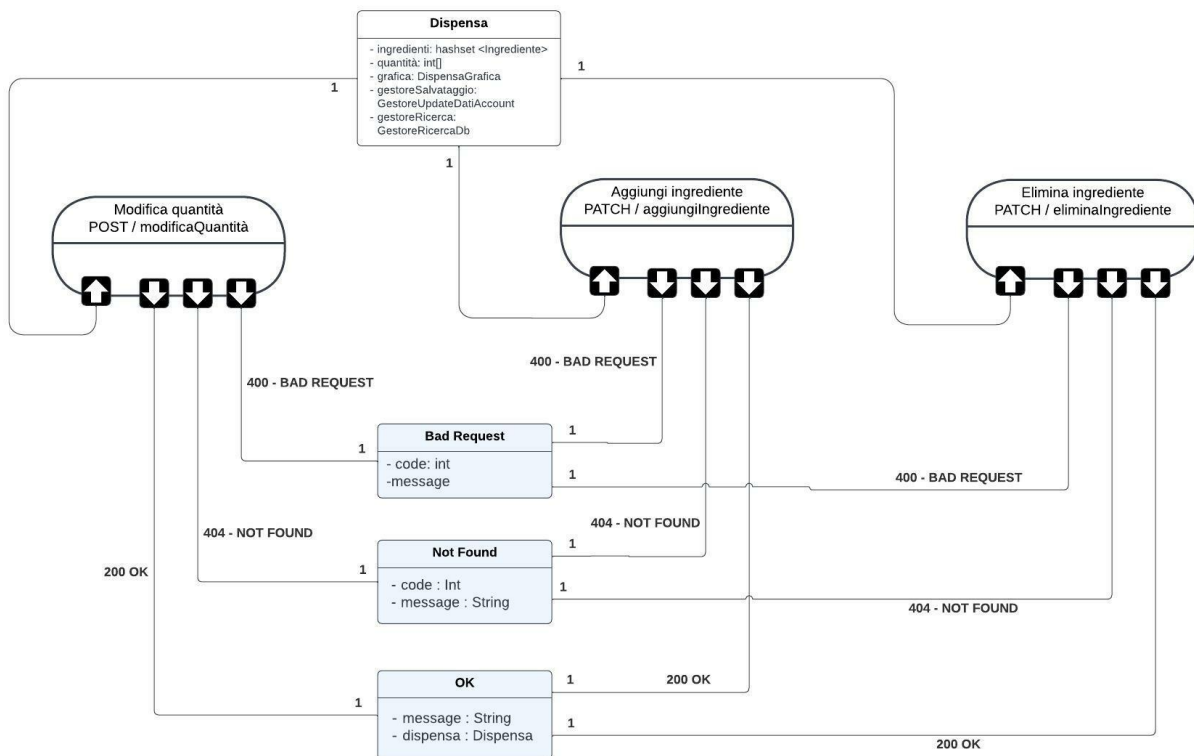 Dispensa
- ingredienti: hashset <Ingrediente>
- quantità: int[]
- grafica: DispensaGrafica
- gestoreSalvataggio:
GestoreUpdateDatiAccount
- gestoreRicerca:
GestoreRicercaDb
1
1
1
Modifica quantità
POST / modificaQuantità
Aggiungi ingrediente
PATCH / aggiungiIngrediente
Elimina ingrediente
PATCH / eliminaIngrediente
400 - BAD REQUEST
400 - BAD REQUEST
Bad Request
- code: int
-message
1
1
1
400 - BAD REQUEST
404 - NOT FOUND
404 - NOT FOUND
Not Found
- code : Int
- message : String
1
1
1
404 - NOT FOUND
200 OK
OK
- message : String
- dispensa : Dispensa
1
1
1
200 OK
200 OK